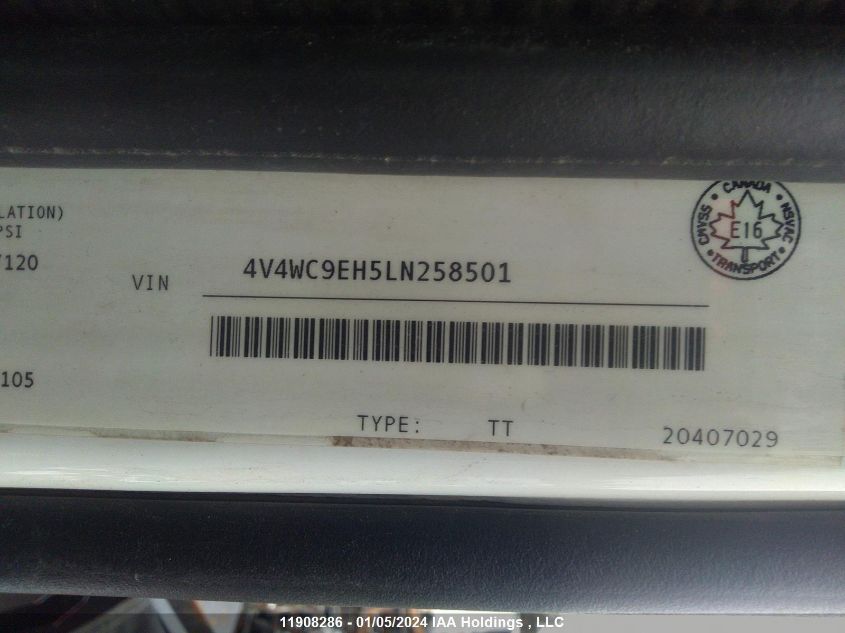 LATION)
PSI
/120
105
VIN 4V4WC9EH5LN258501
TYPE: TT
20407029
CANADA
CMVSS E16 NSVAC
TRANSPORT
11908286 - 01/05/2024 IAA Holdings , LLC